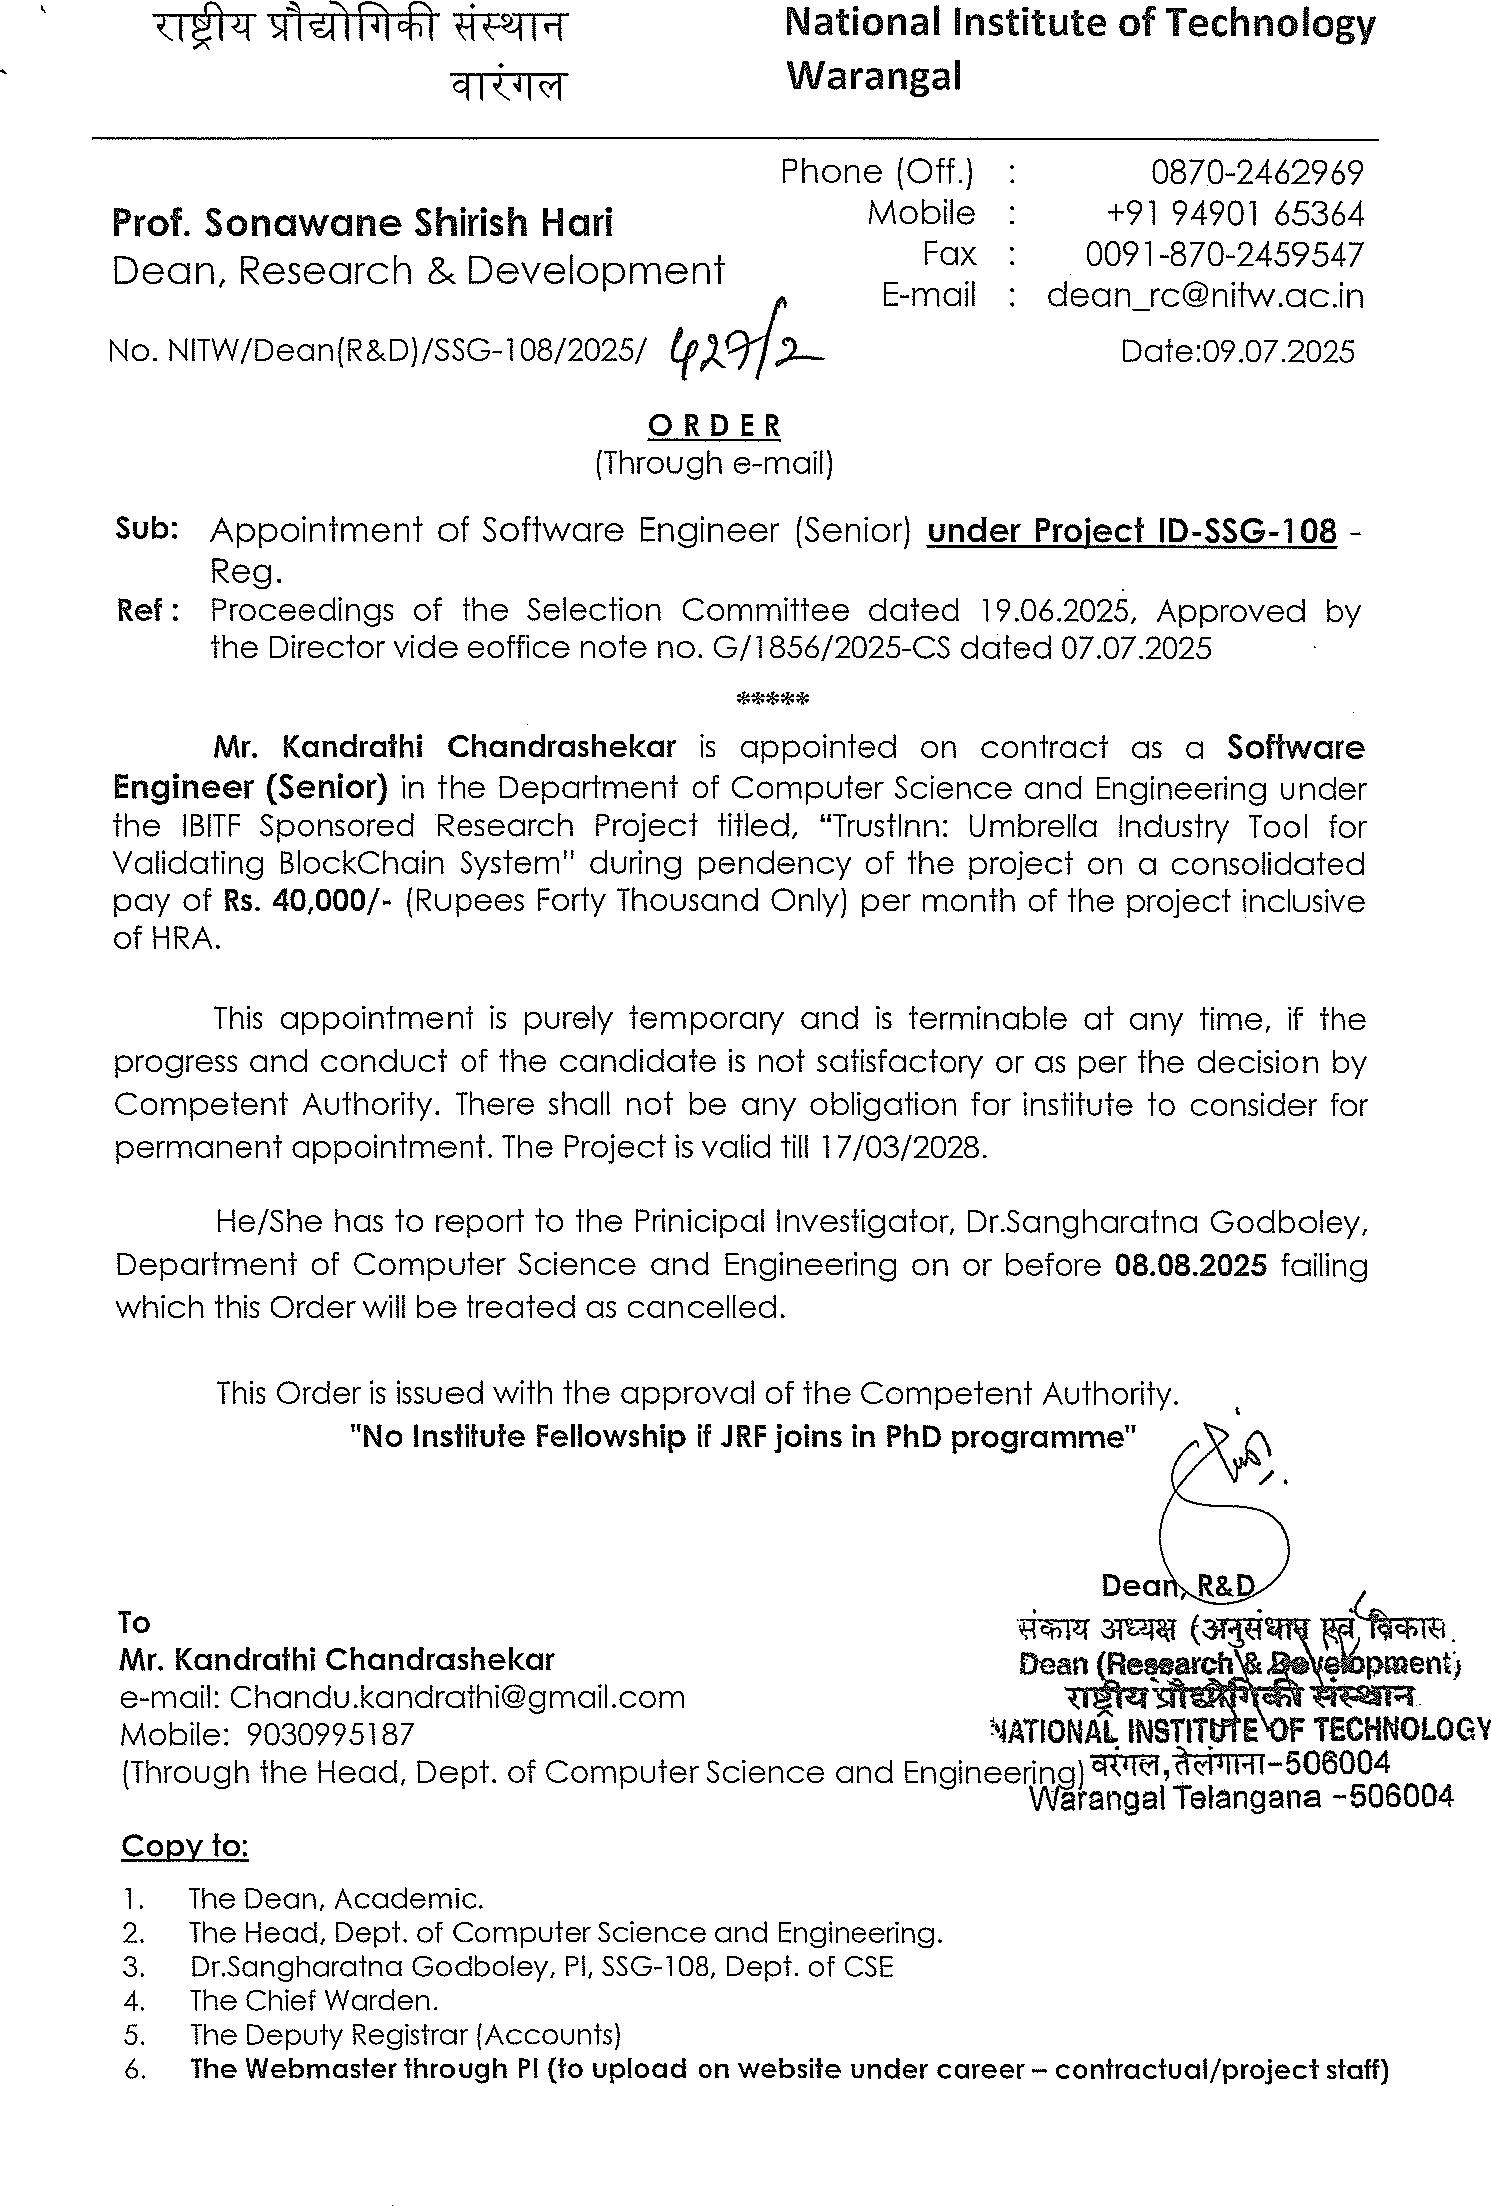 राष्ट्रीय प्रौद्योगिकी संस्थान
वारंगल
National Institute of Technology
Warangal
Prof. Sonawane Shirish Hari
Dean, Research & Development
Phone (Off.) : 0870-2462969
Mobile : +91 94901 65364
Fax : 0091-870-2459547
E-mail : dean_rc@nitw.ac.in
No. NITW/Dean(R&D)/SSG-108/2025/ 427/2
Date:09.07.2025
O R D E R
(Through e-mail)
Sub: Appointment of Software Engineer (Senior) under Project ID-SSG-108 -
Reg.
Ref : Proceedings of the Selection Committee dated 19.06.2025, Approved by
the Director vide eoffice note no. G/1856/2025-CS dated 07.07.2025
*****
Mr. Kandrathi Chandrashekar is appointed on contract as a Software
Engineer (Senior) in the Department of Computer Science and Engineering under
the IBITF Sponsored Research Project titled, “TrustInn: Umbrella Industry Tool for
Validating BlockChain System" during pendency of the project on a consolidated
pay of Rs. 40,000/- (Rupees Forty Thousand Only) per month of the project inclusive
of HRA.
This appointment is purely temporary and is terminable at any time, if the
progress and conduct of the candidate is not satisfactory or as per the decision by
Competent Authority. There shall not be any obligation for institute to consider for
permanent appointment. The Project is valid till 17/03/2028.
He/She has to report to the Prinicipal Investigator, Dr.Sangharatna Godboley,
Department of Computer Science and Engineering on or before 08.08.2025 failing
which this Order will be treated as cancelled.
This Order is issued with the approval of the Competent Authority.
"No Institute Fellowship if JRF joins in PhD programme"
Dean, R&D
संकाय अध्यक्ष (अनुसंधान एवं विकास
Dean (Research & Development)
राष्ट्रीय प्रौद्योगिकी संस्थान
NATIONAL INSTITUTE OF TECHNOLOGY
वरंगल, तेलंगाना-506004
Warangal Telangana -506004
To
Mr. Kandrathi Chandrashekar
e-mail: Chandu.kandrathi@gmail.com
Mobile: 9030995187
(Through the Head, Dept. of Computer Science and Engineering)
Copy to:
1. The Dean, Academic.
2. The Head, Dept. of Computer Science and Engineering.
3. Dr.Sangharatna Godboley, PI, SSG-108, Dept. of CSE
4. The Chief Warden.
5. The Deputy Registrar (Accounts)
6. The Webmaster through PI (to upload on website under career – contractual/project staff)